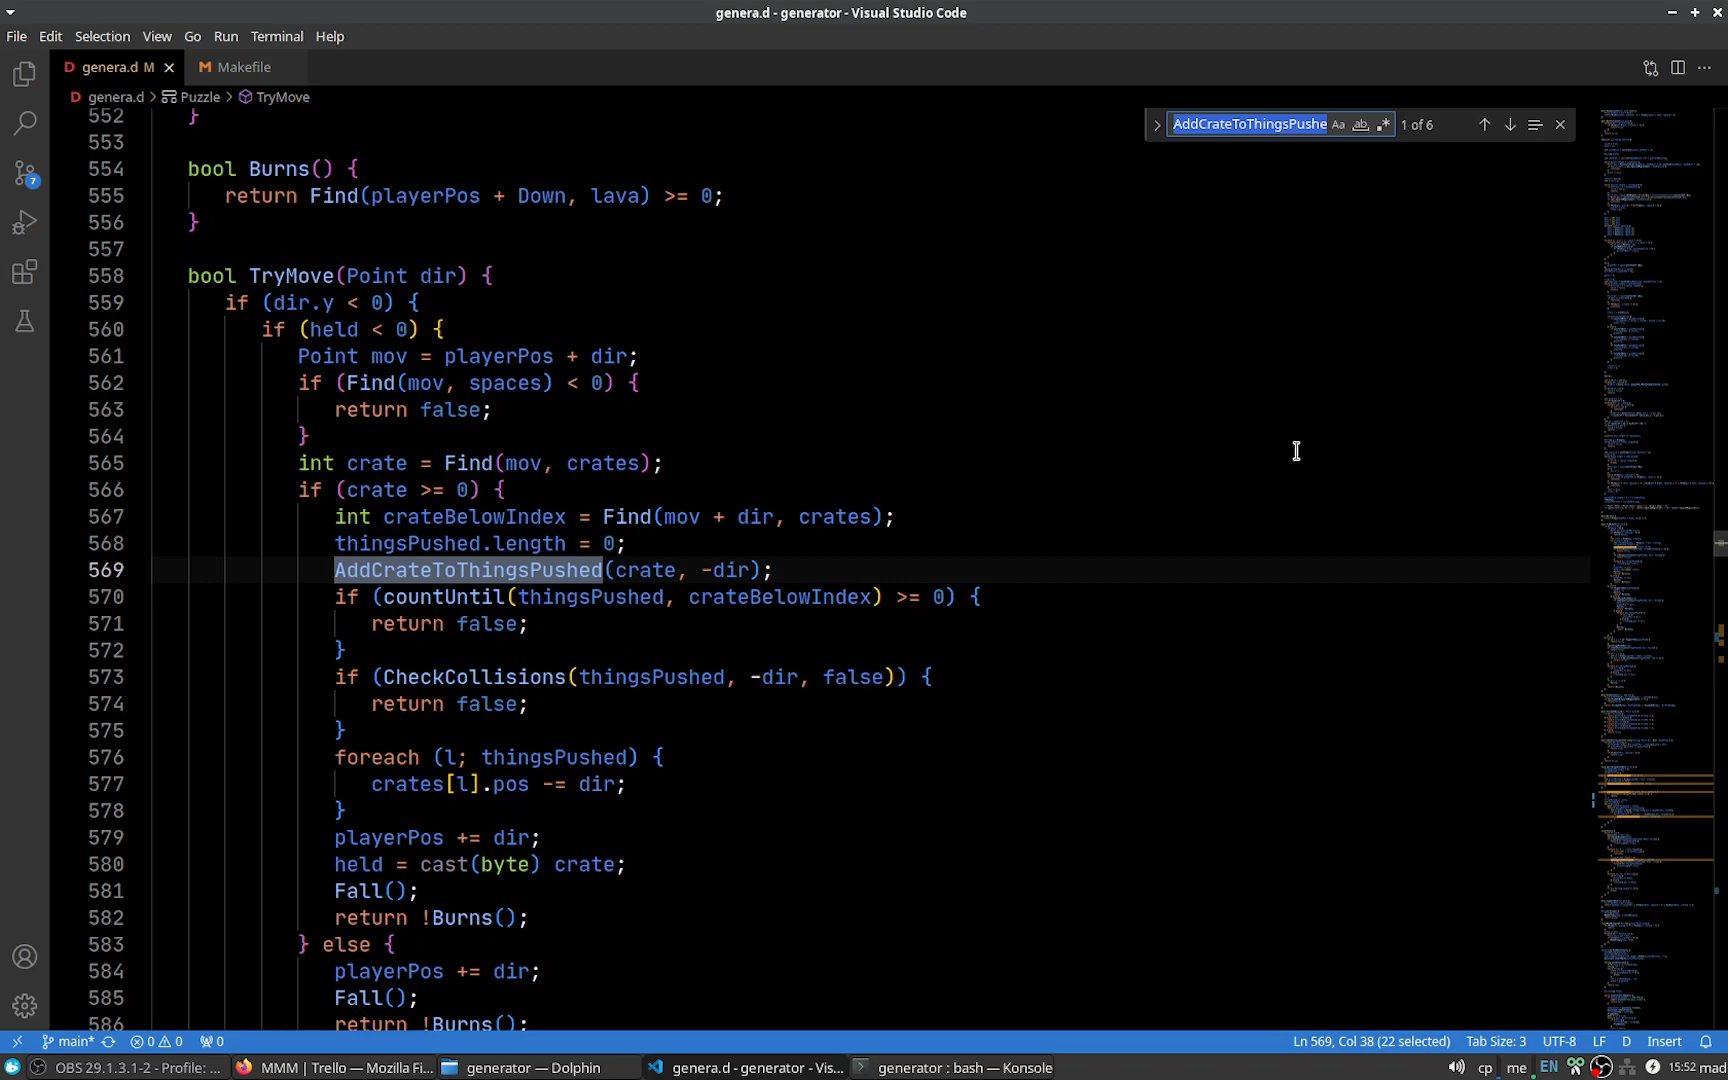 genera.d - generator - Visual Studio Code
File Edit Selection View Go Run Terminal Help
D genera.d M Makefile
D genera.d > Puzzle > TryMove
AddCrateToThingsPushe Aa ab .* 1 of 6
552 }
553
554 bool Burns() {
555 return Find(playerPos + Down, lava) >= 0;
556 }
557
558 bool TryMove(Point dir) {
559 if (dir.y < 0) {
560 if (held < 0) {
561 Point mov = playerPos + dir;
562 if (Find(mov, spaces) < 0) {
563 return false;
564 }
565 int crate = Find(mov, crates);
566 if (crate >= 0) {
567 int crateBelowIndex = Find(mov + dir, crates);
568 thingsPushed.length = 0;
569 AddCrateToThingsPushed(crate, -dir);
570 if (countUntil(thingsPushed, crateBelowIndex) >= 0) {
571 return false;
572 }
573 if (CheckCollisions(thingsPushed, -dir, false)) {
574 return false;
575 }
576 foreach (l; thingsPushed) {
577 crates[l].pos -= dir;
578 }
579 playerPos += dir;
580 held = cast(byte) crate;
581 Fall();
582 return !Burns();
583 } else {
584 playerPos += dir;
585 Fall();
586 return !Burns();
7
main* 0 0 0 Ln 569, Col 38 (22 selected) Tab Size: 3 UTF-8 LF D Insert
OBS 29.1.3.1-2 - Profile: ... MMM | Trello — Mozilla Fi... generator — Dolphin genera.d - generator - Vis... generator : bash — Konsole cp me EN 15:52 mad